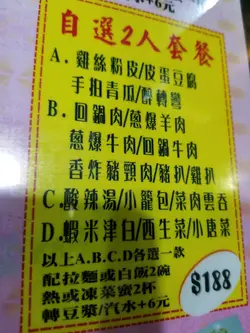 汽水+6元
自選2人套餐
A. 雞絲粉皮/皮蛋豆腐
手拍青瓜/醉轉彎
B. 回鍋肉/蔥爆羊肉
蔥爆牛肉/回鍋牛肉
香炸豬頸肉/豬/雞扒
C. 酸辣湯/小籠包/菜肉雲吞
D. 蝦米津白/西生菜/小唐菜
以上A.B.C.D各選一款
配拉麵或白飯2碗
熱或凍菜蜜2杯
轉豆漿/汽水+6元
$188